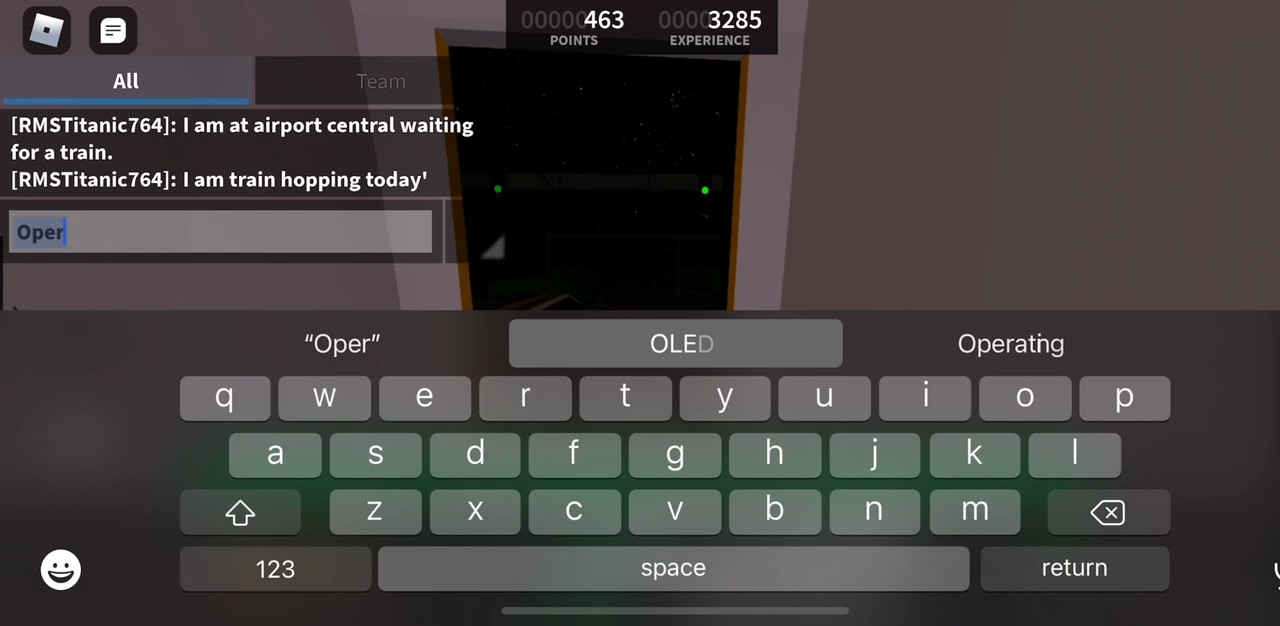 00000463 00003285
POINTS EXPERIENCE
All Team
[RMSTitanic764]: I am at airport central waiting
for a train.
[RMSTitanic764]: I am train hopping today'
Oper
“Oper” OLED Operating
q w e r t y u i o p
a s d f g h j k l
z x c v b n m
123 space return